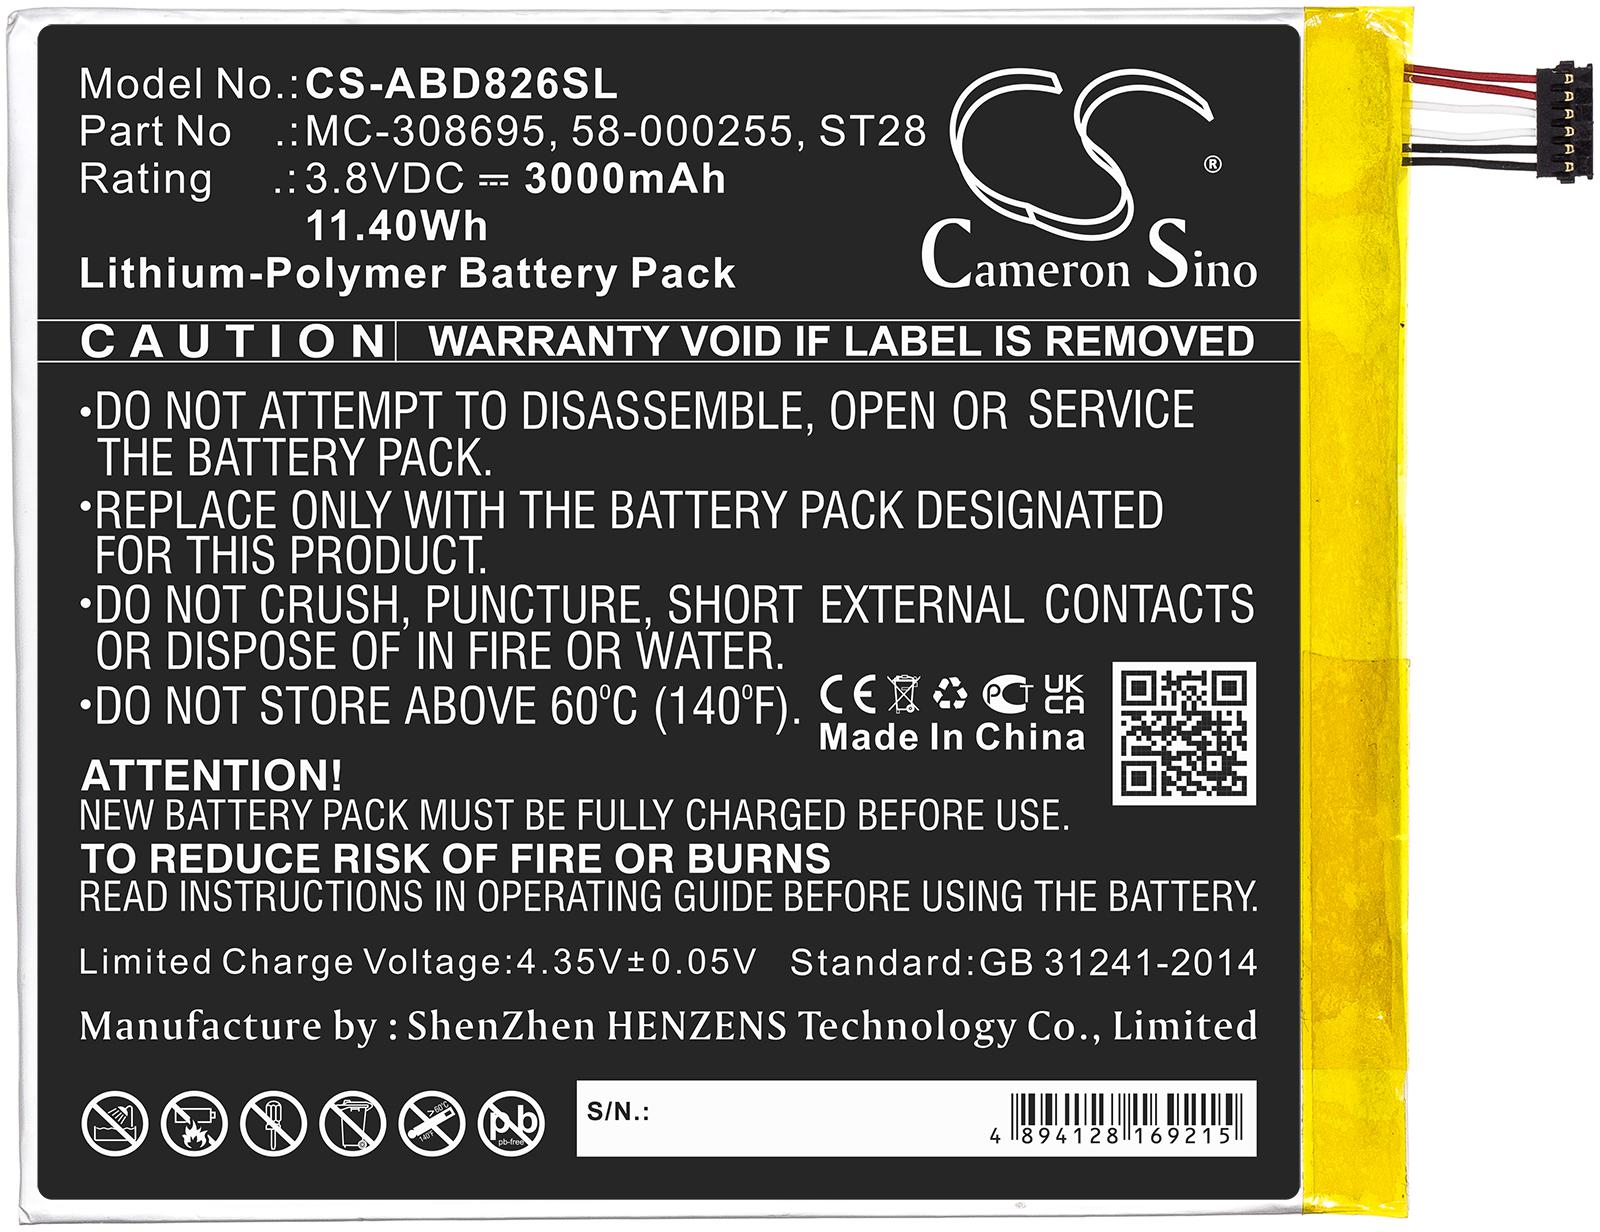 Model No.:CS-ABD826SL
Part No .:MC-308695, 58-000255, ST28
Rating .:3.8VDC ⎓ 3000mAh
11.40Wh
Lithium-Polymer Battery Pack
®
Cameron Sino
CAUTION WARRANTY VOID IF LABEL IS REMOVED
•DO NOT ATTEMPT TO DISASSEMBLE, OPEN OR SERVICE
THE BATTERY PACK.
•REPLACE ONLY WITH THE BATTERY PACK DESIGNATED
FOR THIS PRODUCT.
•DO NOT CRUSH, PUNCTURE, SHORT EXTERNAL CONTACTS
OR DISPOSE OF IN FIRE OR WATER.
•DO NOT STORE ABOVE 60°C (140°F).
CE PCT UK
CA
Made In China
ATTENTION!
NEW BATTERY PACK MUST BE FULLY CHARGED BEFORE USE.
TO REDUCE RISK OF FIRE OR BURNS
READ INSTRUCTIONS IN OPERATING GUIDE BEFORE USING THE BATTERY.
Limited Charge Voltage:4.35V±0.05V Standard:GB 31241-2014
Manufacture by : ShenZhen HENZENS Technology Co., Limited
>60°C
140°F
pb
pb-free
S/N.:
4 894128 169215